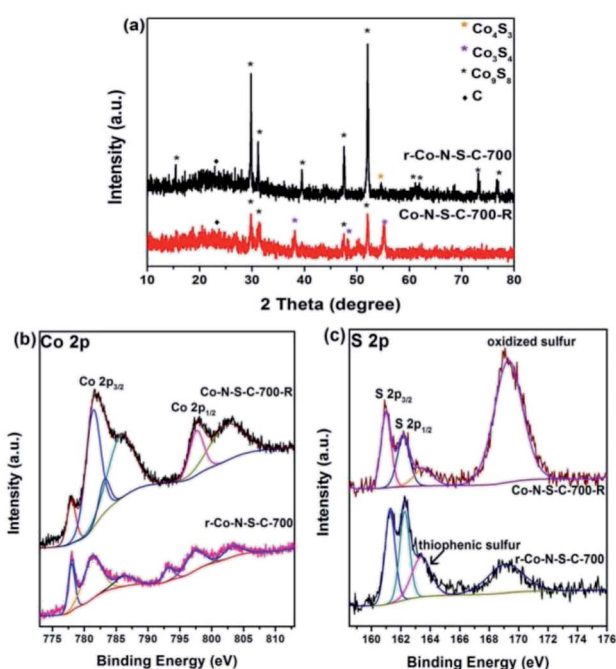 (a)
* Co₄S₃
* Co₃S₄
* Co₉S₈
♦ C
r-Co-N-S-C-700
Co-N-S-C-700-R
Intensity (a.u.)
10 20 30 40 50 60 70 80
2 Theta (degree)
(b) Co 2p
Co 2p₃/₂
Co 2p₁/₂
Co-N-S-C-700-R
r-Co-N-S-C-700
Intensity (a.u.)
775 780 785 790 795 800 805 810
Binding Energy (eV)
(c) S 2p
oxidized sulfur
S 2p₃/₂
S 2p₁/₂
Co-N-S-C-700-R
thiophenic sulfur
r-Co-N-S-C-700
Intensity (a.u.)
160 162 164 166 168 170 172 174 176
Binding Energy (eV)